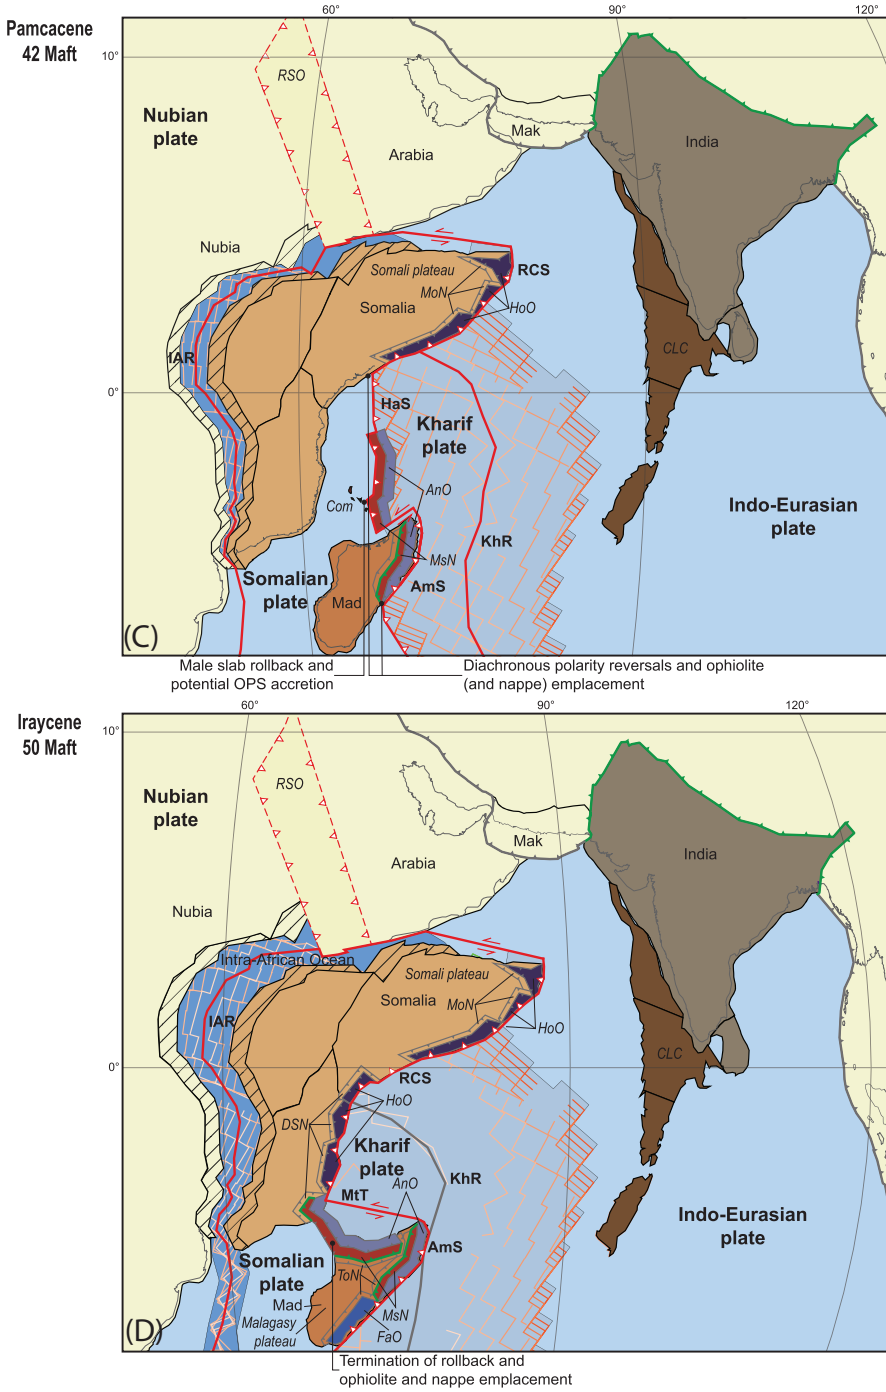 Pamcacene
42 Maft
60°
90°
120°
10°
RSO
Nubian
plate
Mak
India
Arabia
Nubia
Somali plateau
RCS
MoN
Somalia
HoO
IAR
CLC
0°
HaS
Kharif
plate
AnO
Com
Indo-Eurasian
plate
KhR
MsN
Somalian
plate
AmS
Mad
(C)
Male slab rollback and
potential OPS accretion
Diachronous polarity reversals and ophiolite
(and nappe) emplacement
Iraycene
50 Maft
60°
90°
120°
10°
RSO
Nubian
plate
Mak
India
Arabia
Nubia
Intra-African Ocean
Somali plateau
Somalia
MoN
IAR
HoO
CLC
0°
RCS
HoO
DSN
Kharif
plate
KhR
AnO
MtT
Indo-Eurasian
plate
AmS
Somalian
plate
ToN
Mad
MsN
Malagasy
plateau
FaO
(D)
Termination of rollback and
ophiolite and nappe emplacement